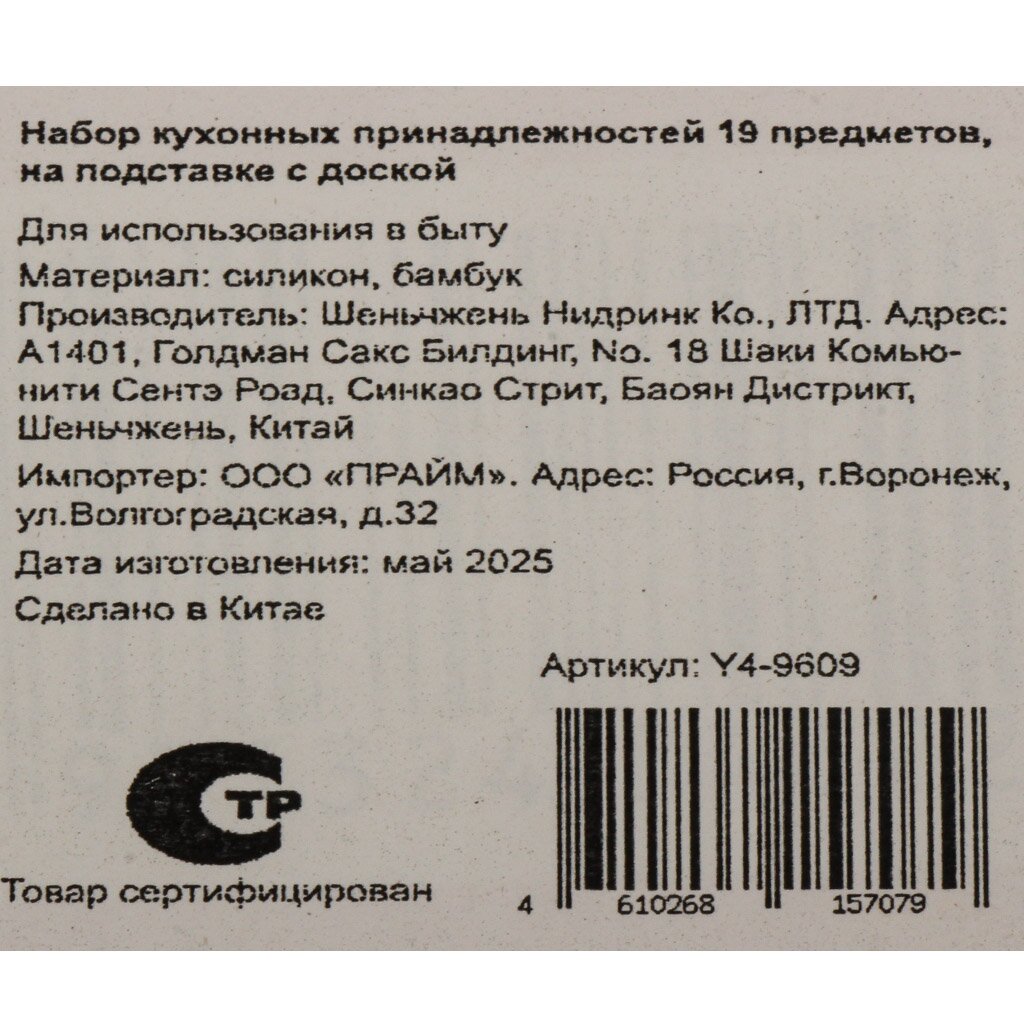 Набор кухонных принадлежностей 19 предметов,
на подставке с доской
Для использования в быту
Материал: силикон, бамбук
Производитель: Шеньчжень Нидринк Ко., ЛТД. Адрес:
А1401, Голдман Сакс Билдинг, No. 18 Шаки Комью-
нити Сентэ Роад, Синкао Стрит, Баоян Дистрикт,
Шеньчжень, Китай
Импортер: ООО «ПРАЙМ». Адрес: Россия, г.Воронеж,
ул.Волгоградская, д.32
Дата изготовления: май 2025
Сделано в Китае
Артикул: Y4-9609
СТР
Товар сертифицирован
4 610268 157079